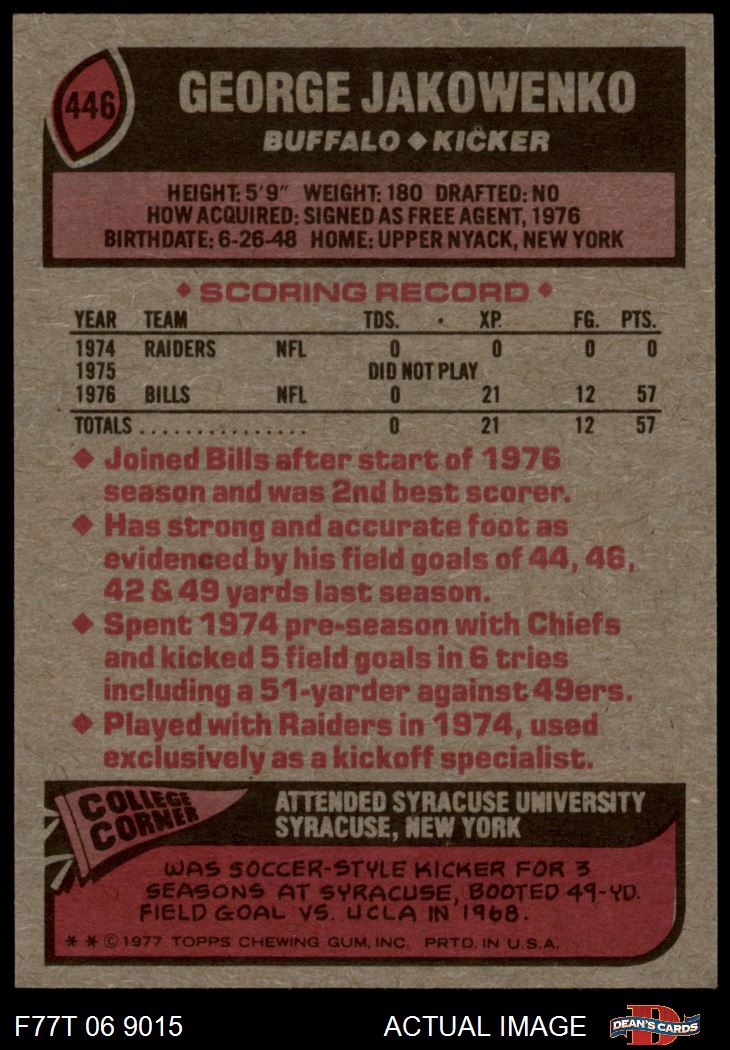 446
GEORGE JAKOWENKO
BUFFALO ◆ KICKER
HEIGHT: 5'9" WEIGHT: 180 DRAFTED: NO
HOW ACQUIRED: SIGNED AS FREE AGENT, 1976
BIRTHDATE: 6-26-48 HOME: UPPER NYACK, NEW YORK
◆ SCORING RECORD ◆
YEAR TEAM TDS. XP. FG. PTS.
1974 RAIDERS NFL 0 0 0 0
1975 DID NOT PLAY
1976 BILLS NFL 0 21 12 57
TOTALS . . . . . . . . . . . . . . . 0 21 12 57
◆ Joined Bills after start of 1976
season and was 2nd best scorer.
◆ Has strong and accurate foot as
evidenced by his field goals of 44, 46,
42 & 49 yards last season.
◆ Spent 1974 pre-season with Chiefs
and kicked 5 field goals in 6 tries
including a 51-yarder against 49ers.
◆ Played with Raiders in 1974, used
exclusively as a kickoff specialist.
COLLEGE
CORNER
ATTENDED SYRACUSE UNIVERSITY
SYRACUSE, NEW YORK
WAS SOCCER-STYLE KICKER FOR 3
SEASONS AT SYRACUSE, BOOTED 49-YD.
FIELD GOAL VS. UCLA IN 1968.
* * © 1977 TOPPS CHEWING GUM, INC. PRTD. IN U.S.A.
F77T 06 9015 ACTUAL IMAGE
DEAN'S CARDS